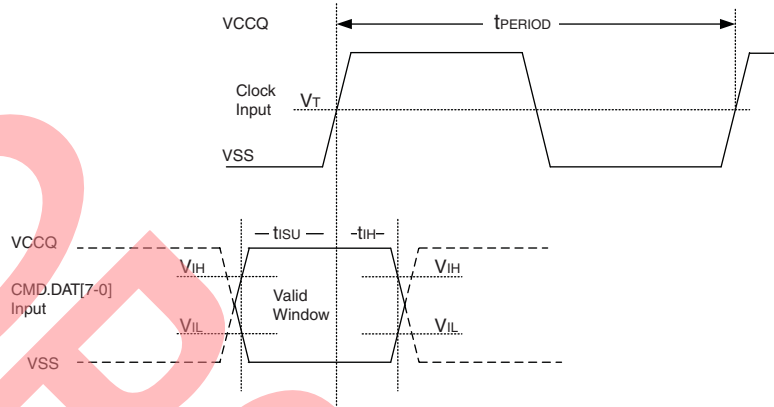 VCCQ
tPERIOD
Clock
Input
VT
VSS
tISU
tIH
VCCQ
VIH
VIH
CMD.DAT[7-0]
Input
Valid
Window
VIL
VIL
VSS